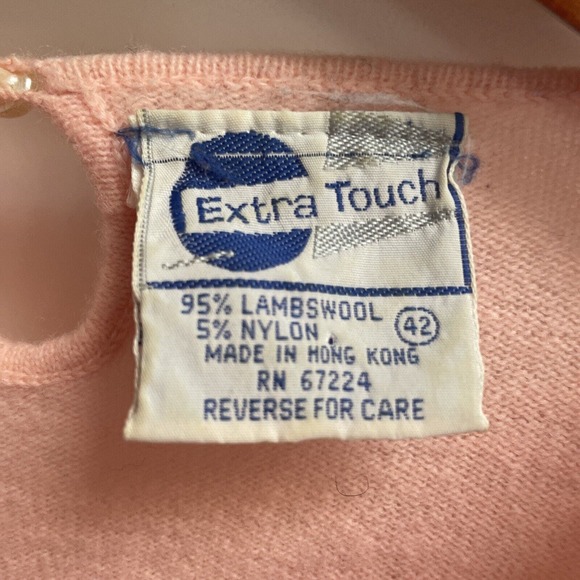 Extra Touch
95% LAMBSWOOL
5% NYLON 42
MADE IN HONG KONG
RN 67224
REVERSE FOR CARE